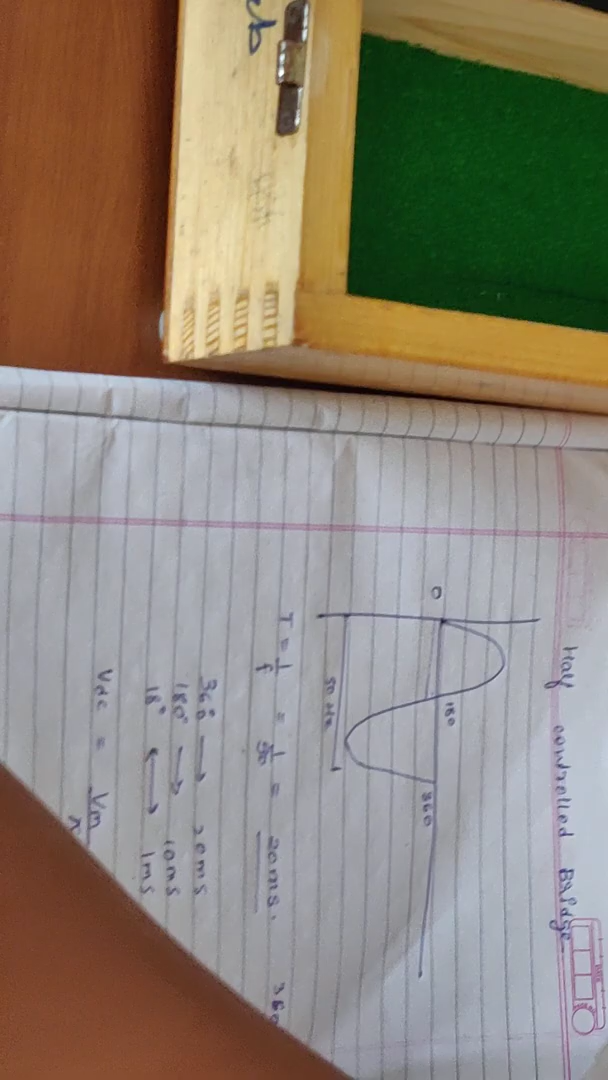 Half controlled Bridge
0
180
360
50 Hz
T = 1/f = 1/50 = 20ms. 360
360 → 20ms
180° → 10ms
18° ↔ 1ms
Vdc = Vm/π